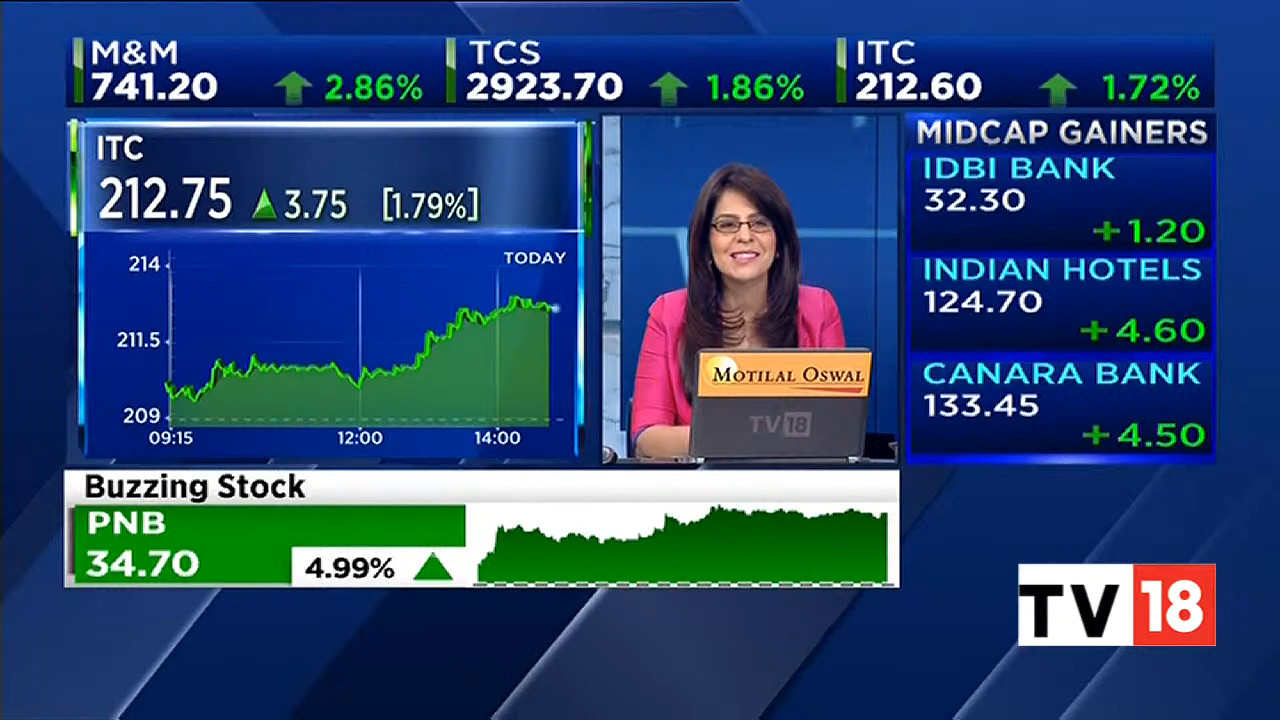 M&M
741.20 2.86%
TCS
2923.70 1.86%
ITC
212.60 1.72%
ITC
212.75 3.75 [1.79%]
TODAY
214
211.5
209
09:15 12:00 14:00
MOTILAL OSWAL
TV18
MIDCAP GAINERS
IDBI BANK
32.30
+1.20
INDIAN HOTELS
124.70
+4.60
CANARA BANK
133.45
+4.50
Buzzing Stock
PNB
34.70 4.99%
TV18